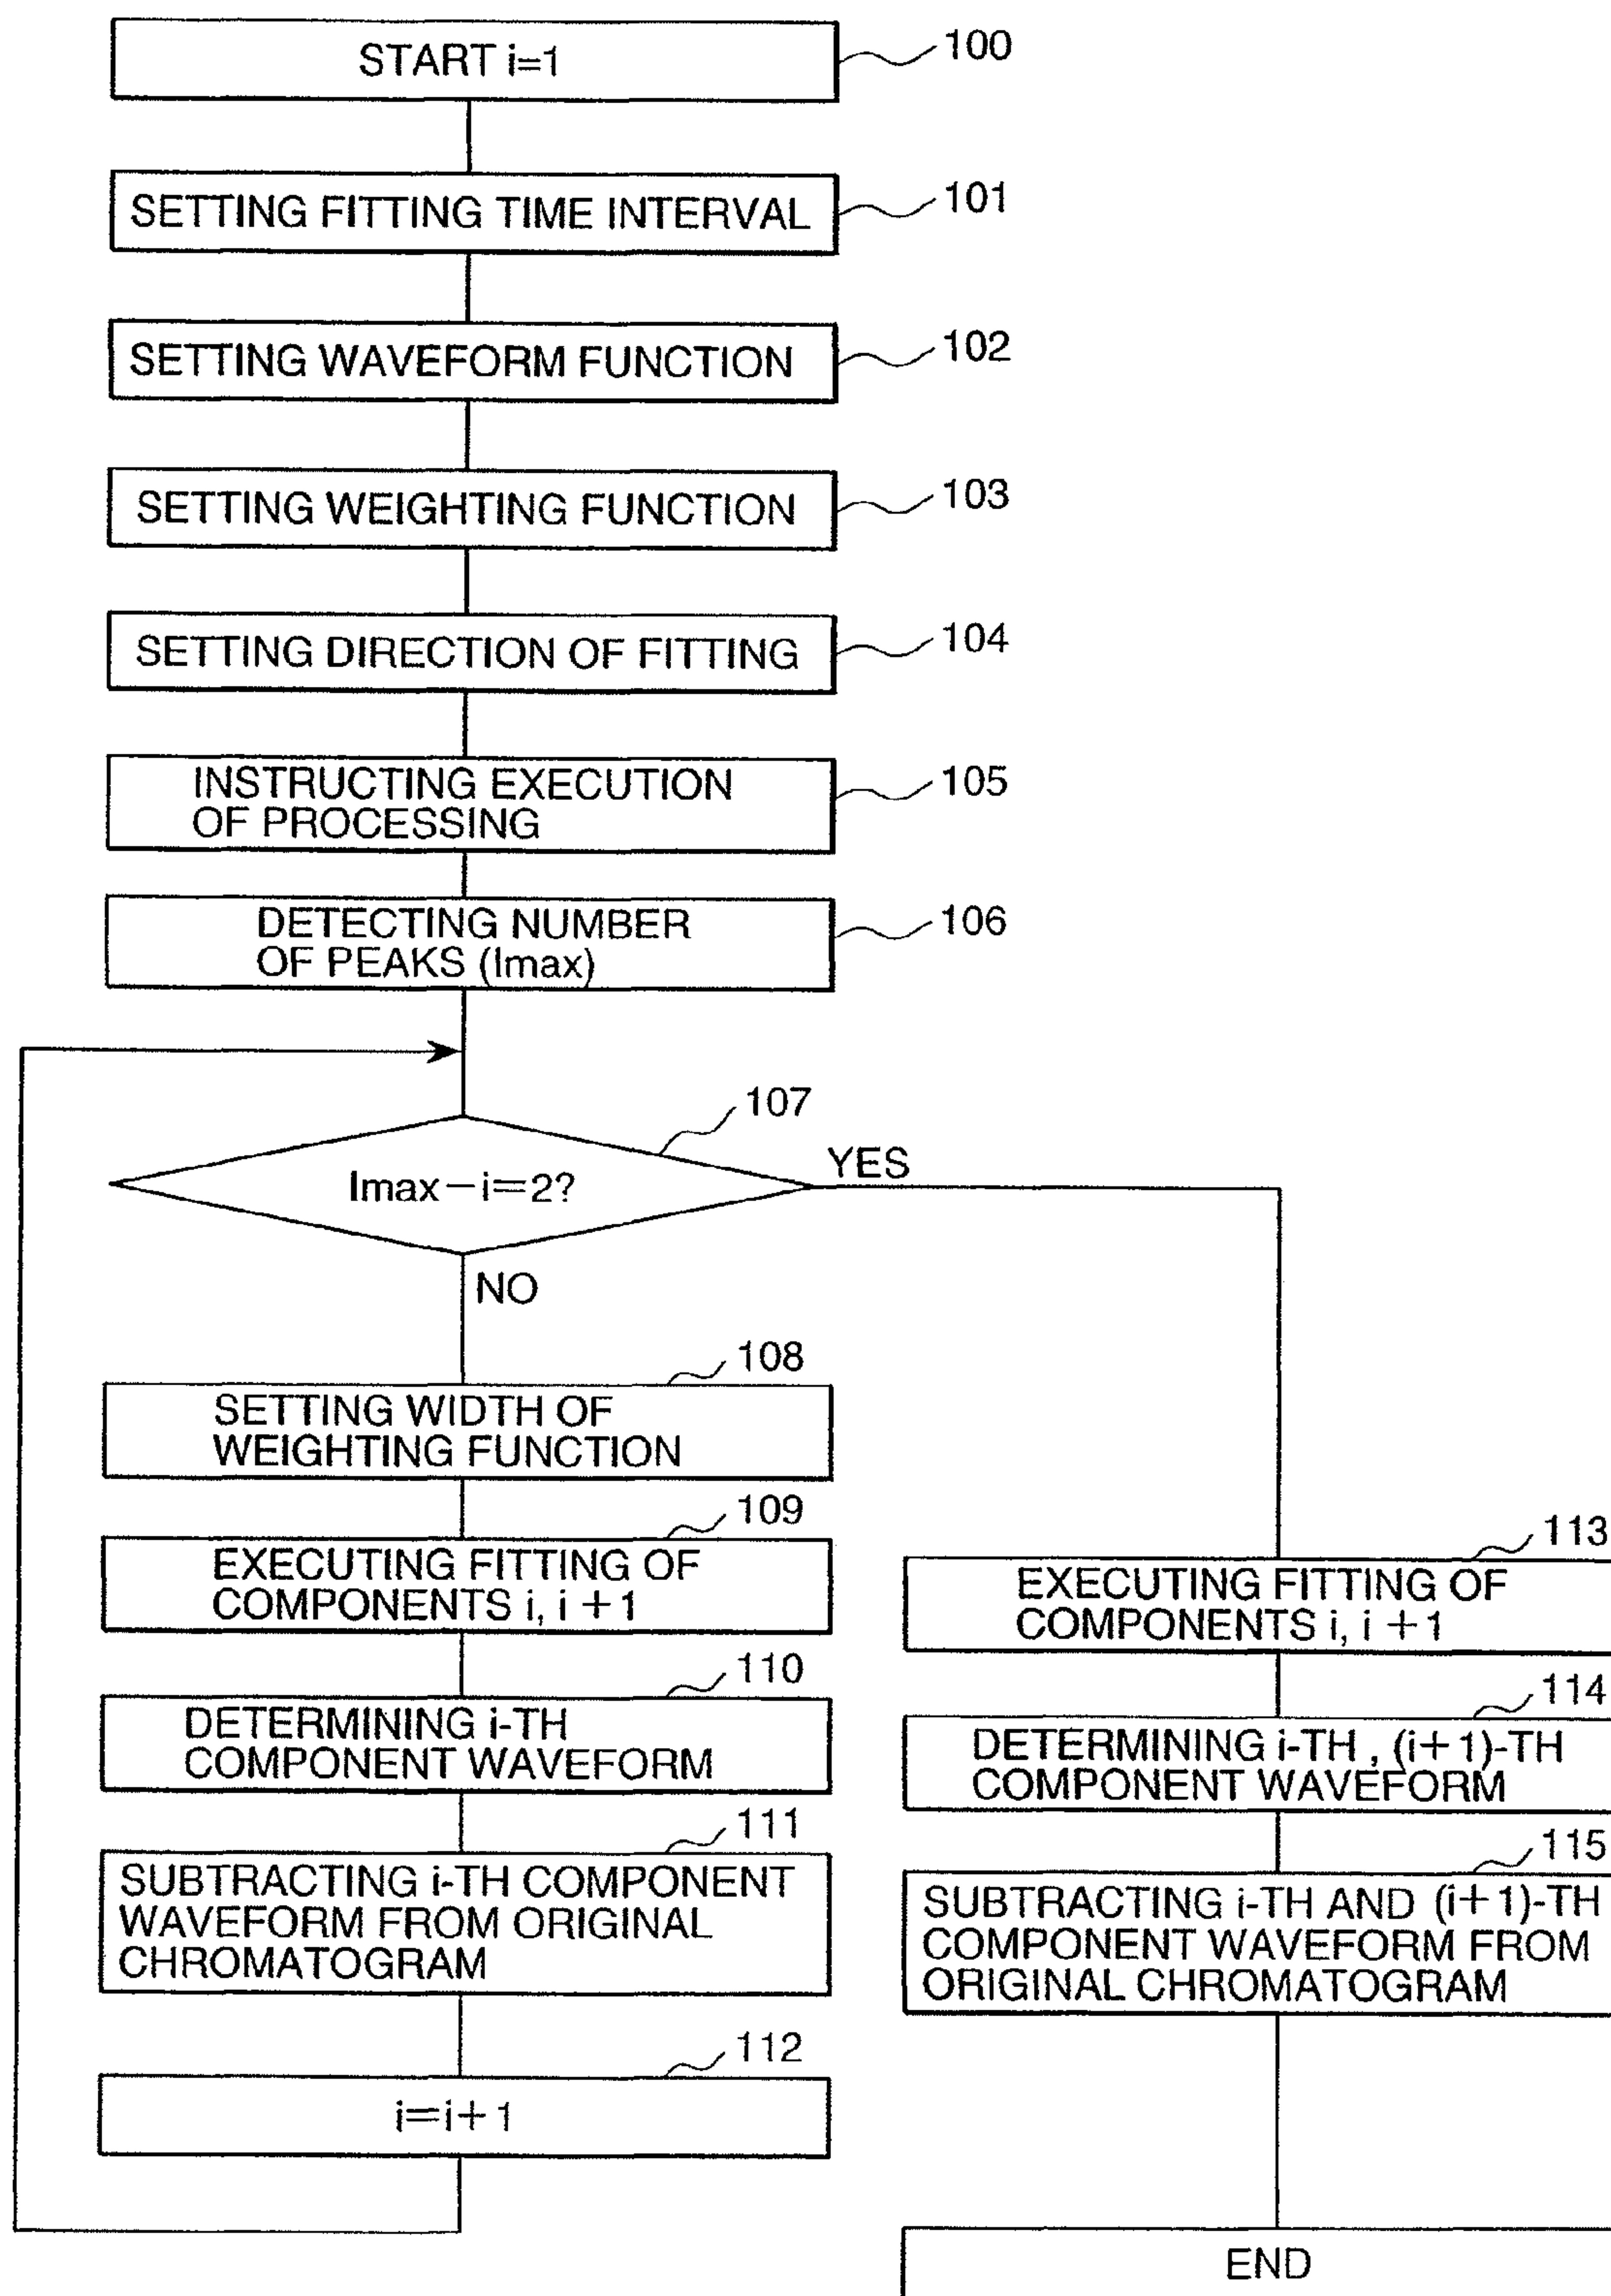 START i=1
100
SETTING FITTING TIME INTERVAL
101
SETTING WAVEFORM FUNCTION
102
SETTING WEIGHTING FUNCTION
103
SETTING DIRECTION OF FITTING
104
INSTRUCTING EXECUTION
OF PROCESSING
105
DETECTING NUMBER
OF PEAKS (Imax)
106
107
Imax－i＝2?
YES
NO
108
SETTING WIDTH OF
WEIGHTING FUNCTION
109
EXECUTING FITTING OF
COMPONENTS i, i +1
110
DETERMINING i-TH
COMPONENT WAVEFORM
111
SUBTRACTING i-TH COMPONENT
WAVEFORM FROM ORIGINAL
CHROMATOGRAM
112
i=i+1
113
EXECUTING FITTING OF
COMPONENTS i, i +1
114
DETERMINING i-TH , (i+1)-TH
COMPONENT WAVEFORM
115
SUBTRACTING i-TH AND (i+1)-TH
COMPONENT WAVEFORM FROM
ORIGINAL CHROMATOGRAM
END